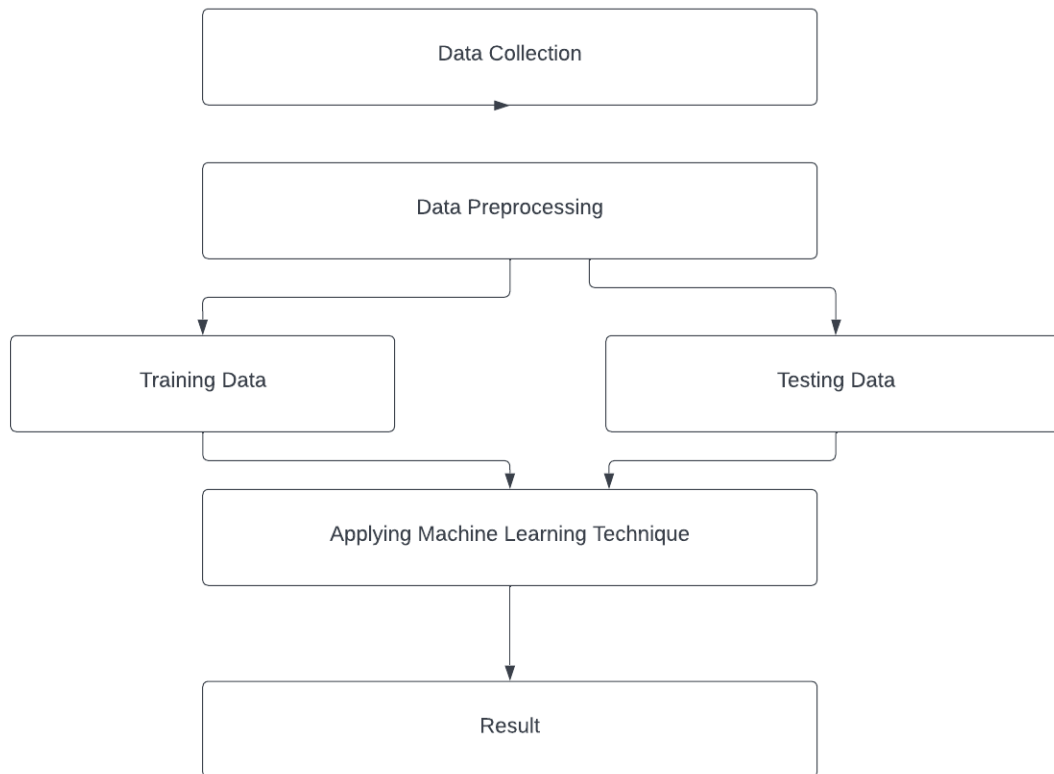 Data Collection
Data Preprocessing
Training Data
Testing Data
Applying Machine Learning Technique
Result